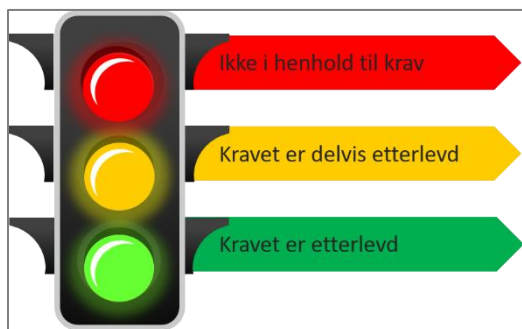 Ikke i henhold til krav
Kravet er delvis etterlevd
Kravet er etterlevd